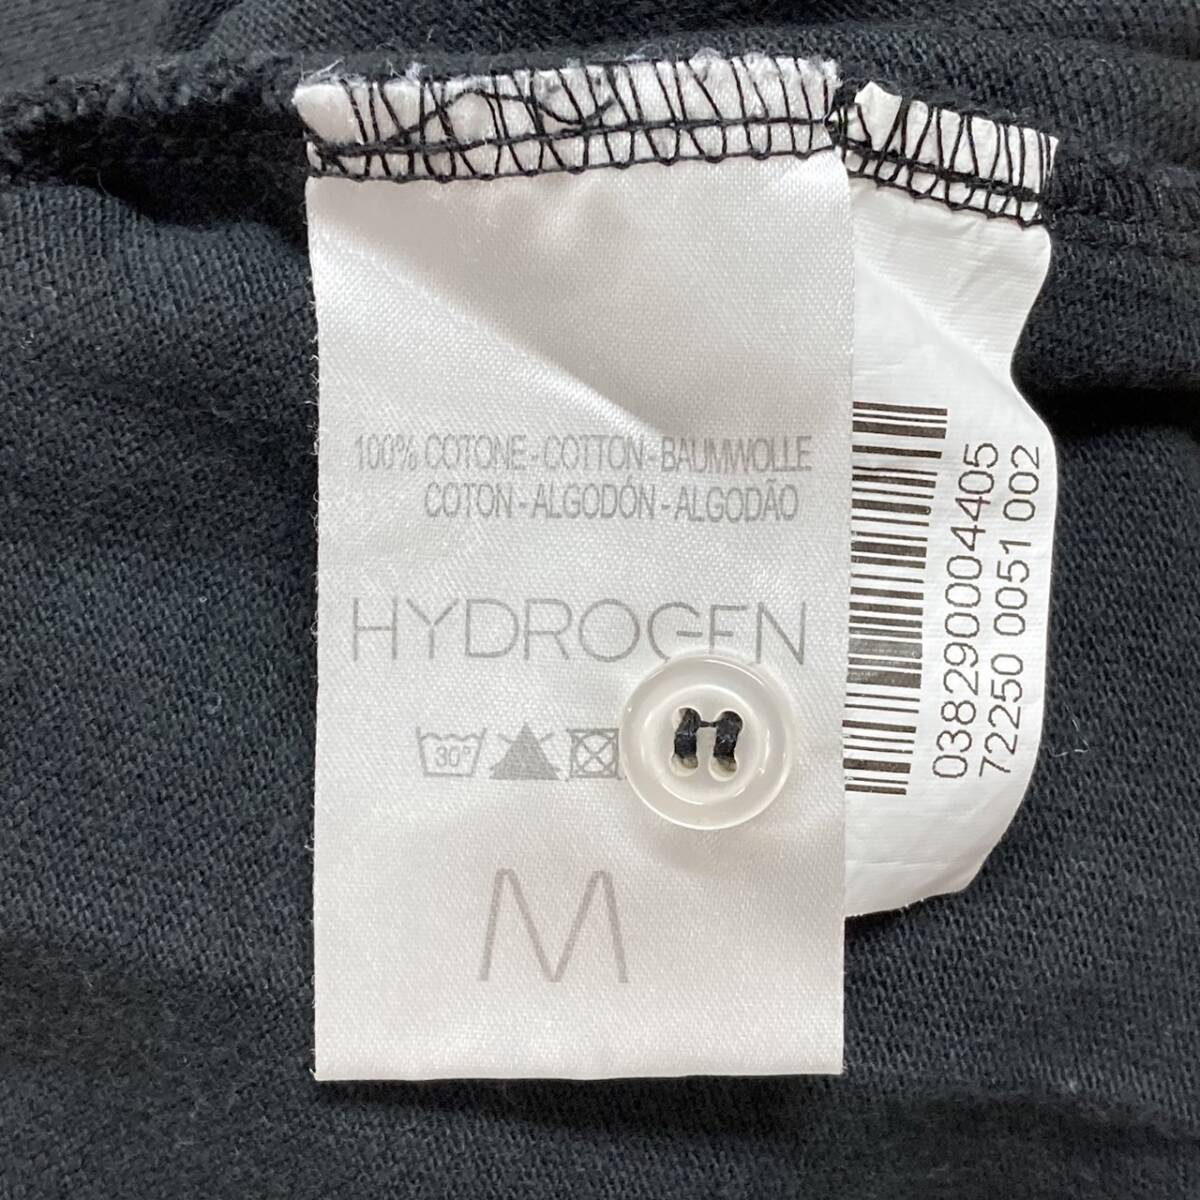 100% COTONE - COTTON - BAUMWOLLE
COTON - ALGODÓN - ALGODÃO
HYDROGEN
30°
M
0382900004405
72250 0051 002